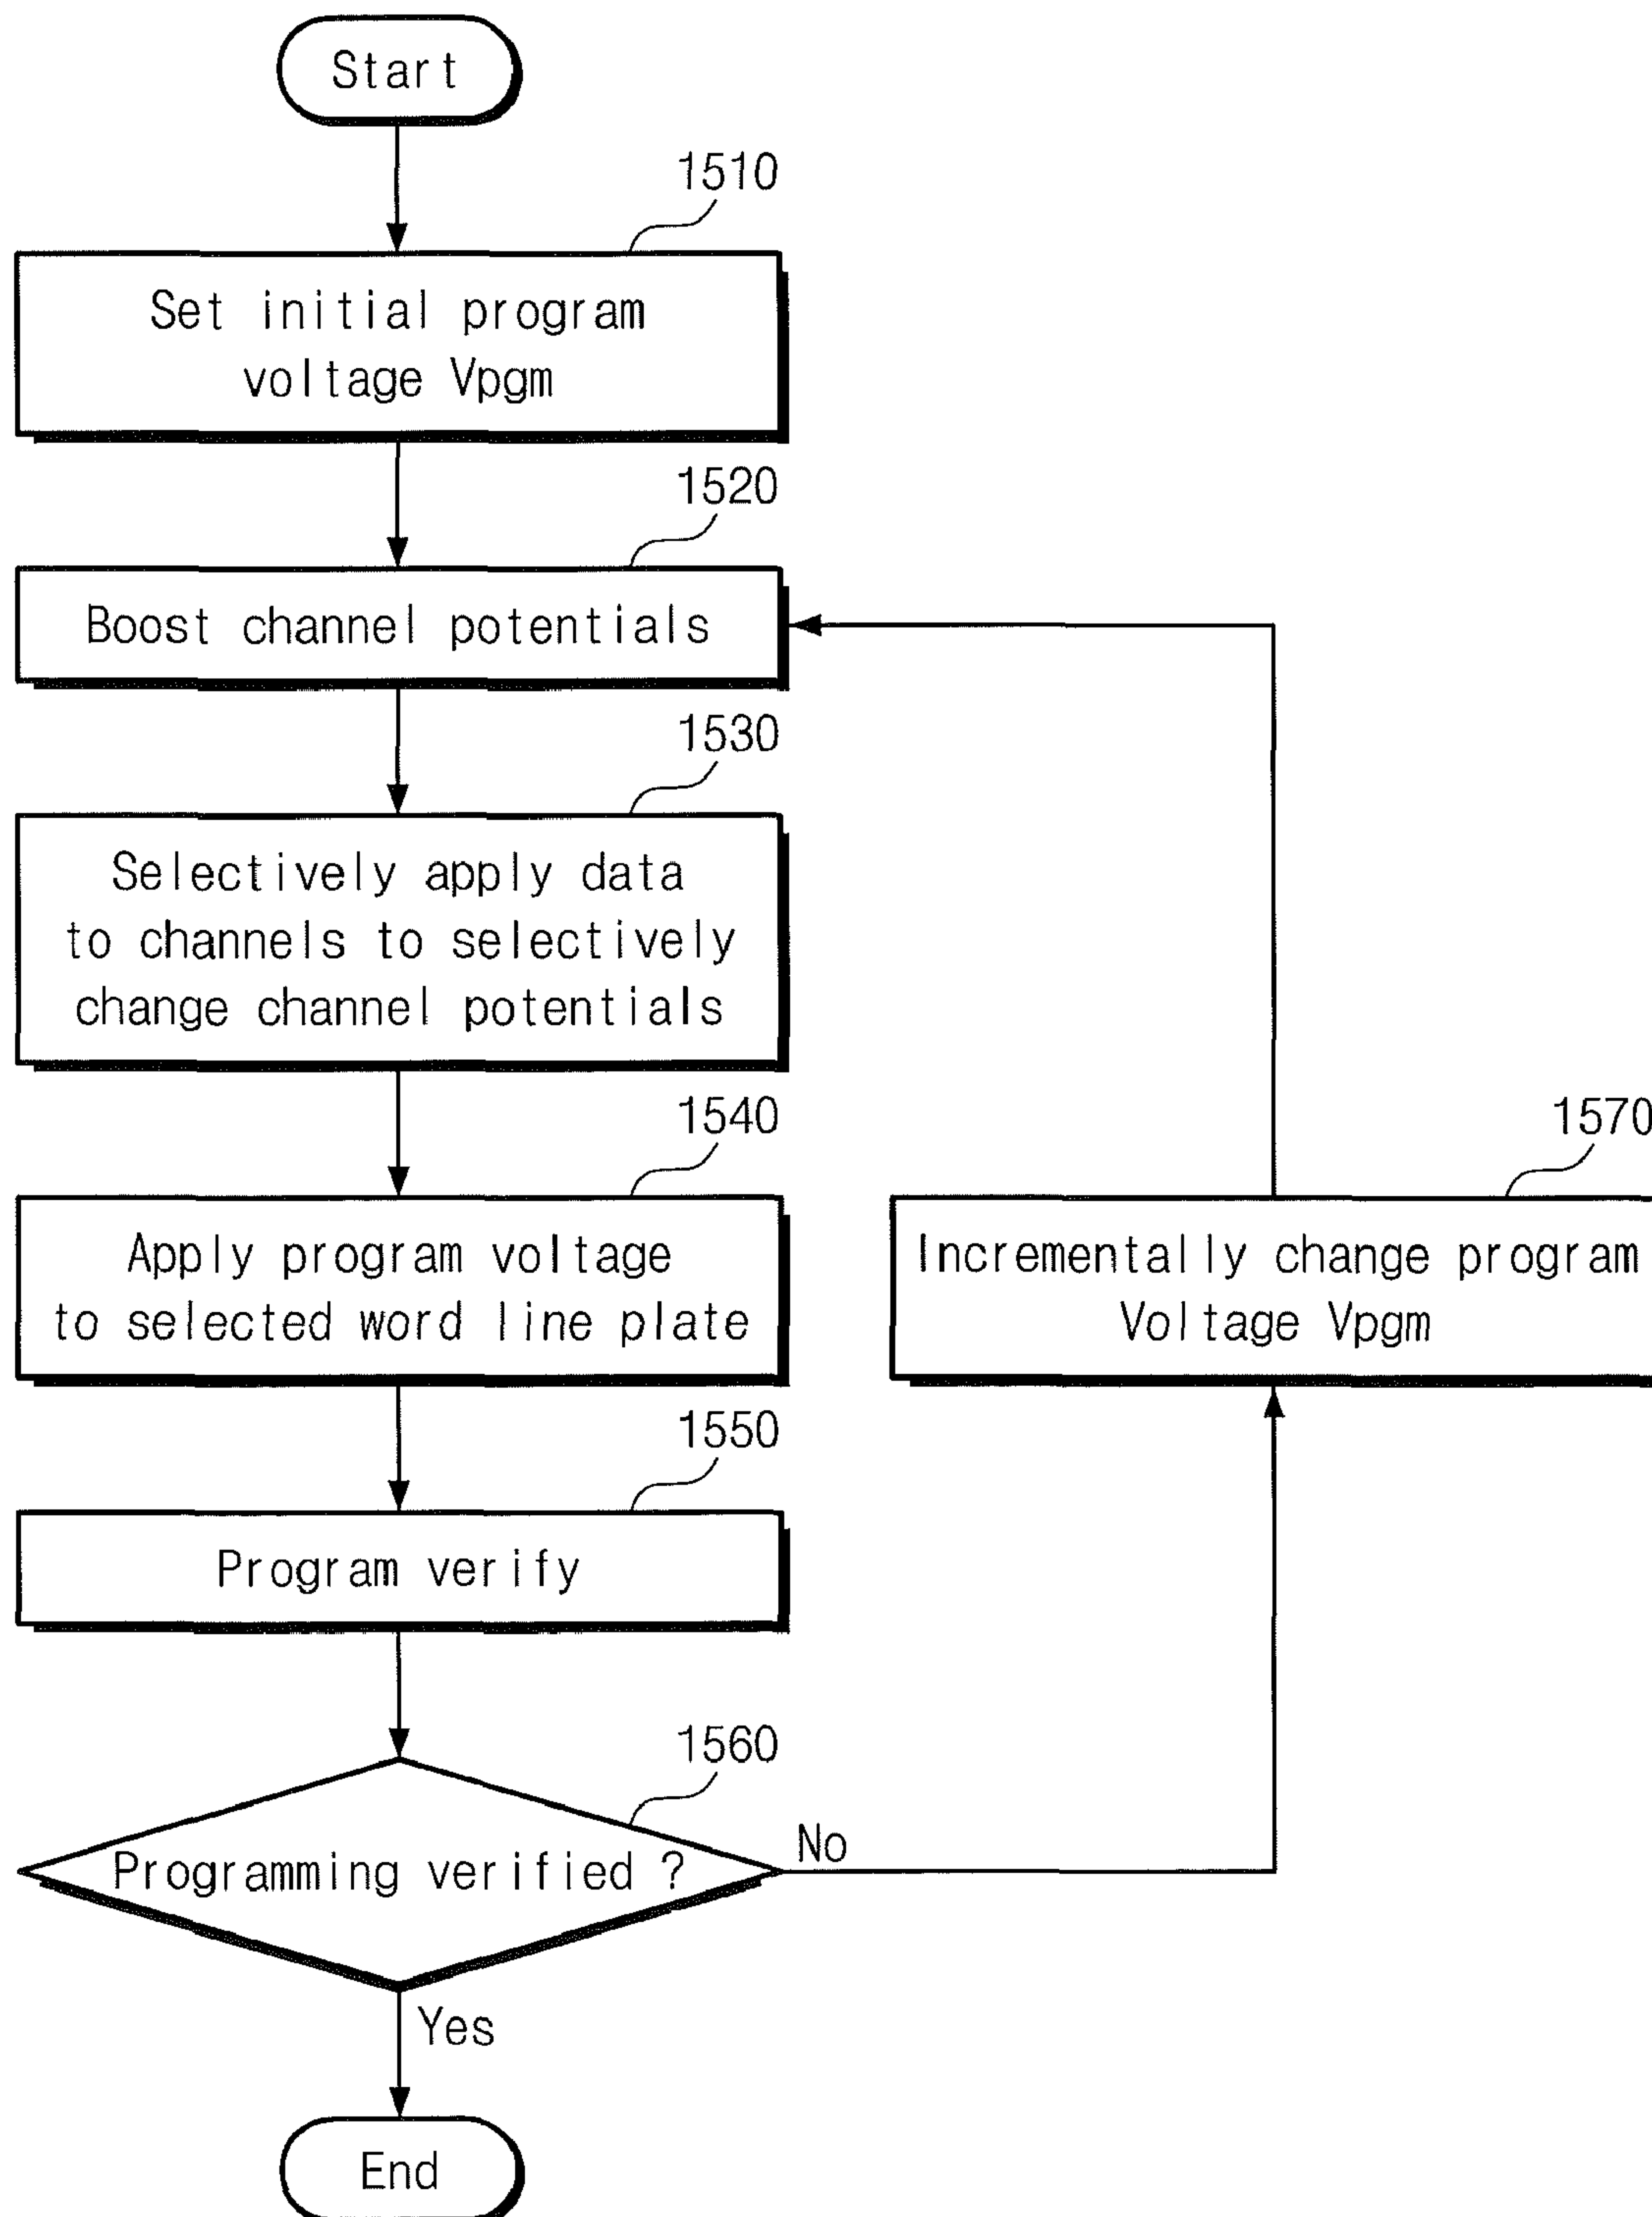 Start
1510
Set initial program
voltage Vpgm
1520
Boost channel potentials
1530
Selectively apply data
to channels to selectively
change channel potentials
1540
Apply program voltage
to selected word line plate
1570
Incrementally change program
Voltage Vpgm
1550
Program verify
1560
Programming verified ?
No
Yes
End